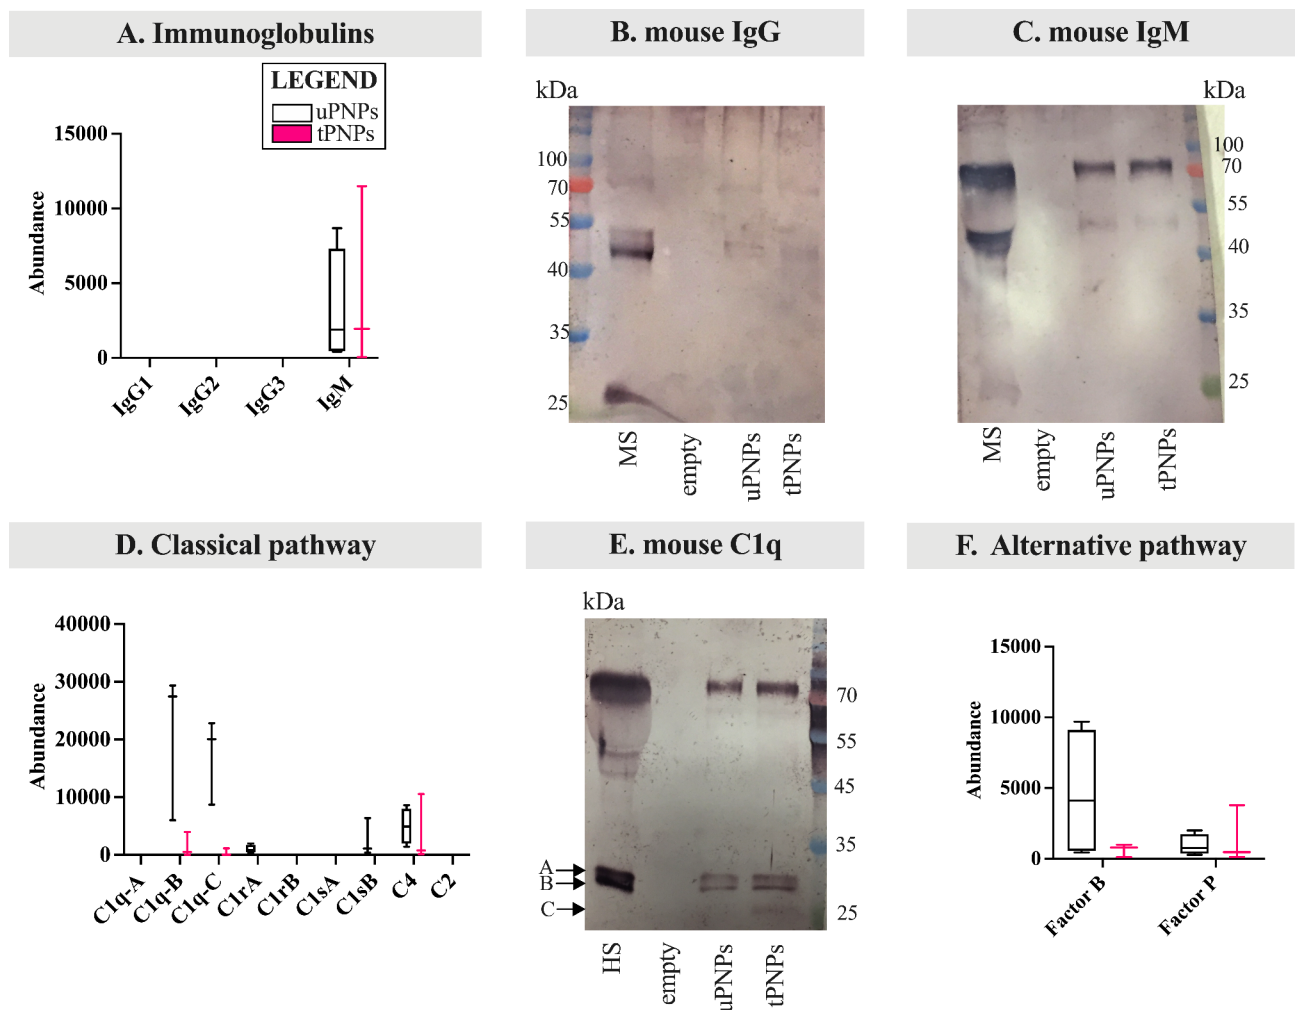 A. Immunoglobulins
LEGEND
uPNPs
tPNPs
Abundance
15000
10000
5000
0
IgG1
IgG2
IgG3
IgM
B. mouse IgG
kDa
100
70
55
40
35
25
MS
empty
uPNPs
tPNPs
C. mouse IgM
kDa
100
70
55
40
35
25
MS
empty
uPNPs
tPNPs
D. Classical pathway
Abundance
40000
30000
20000
10000
0
C1q-A
C1q-B
C1q-C
C1rA
C1rB
C1sA
C1sB
C4
C2
E. mouse C1q
kDa
70
55
45
35
25
A
B
C
HS
empty
uPNPs
tPNPs
F. Alternative pathway
Abundance
15000
10000
5000
0
Factor B
Factor P